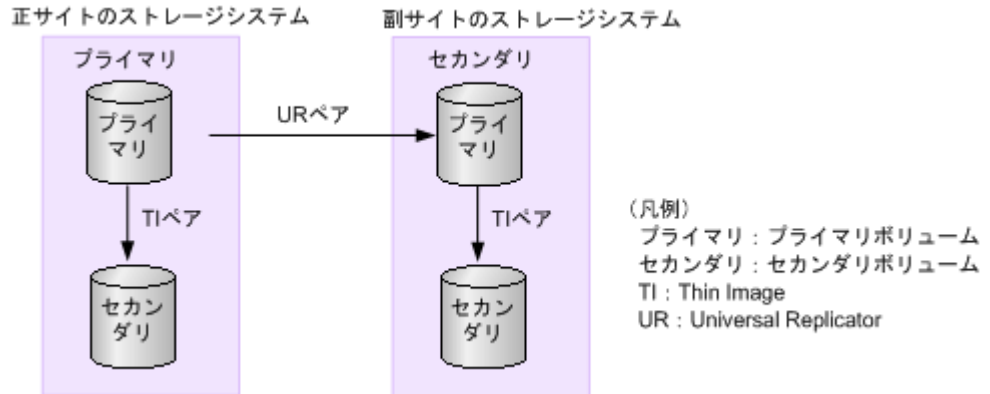 正サイトのストレージシステム
副サイトのストレージシステム
プライマリ
セカンダリ
プライ
マリ
URペア
プライ
マリ
TIペア
TIペア
セカン
ダリ
セカン
ダリ
（凡例）
プライマリ：プライマリボリューム
セカンダリ：セカンダリボリューム
TI：Thin Image
UR：Universal Replicator